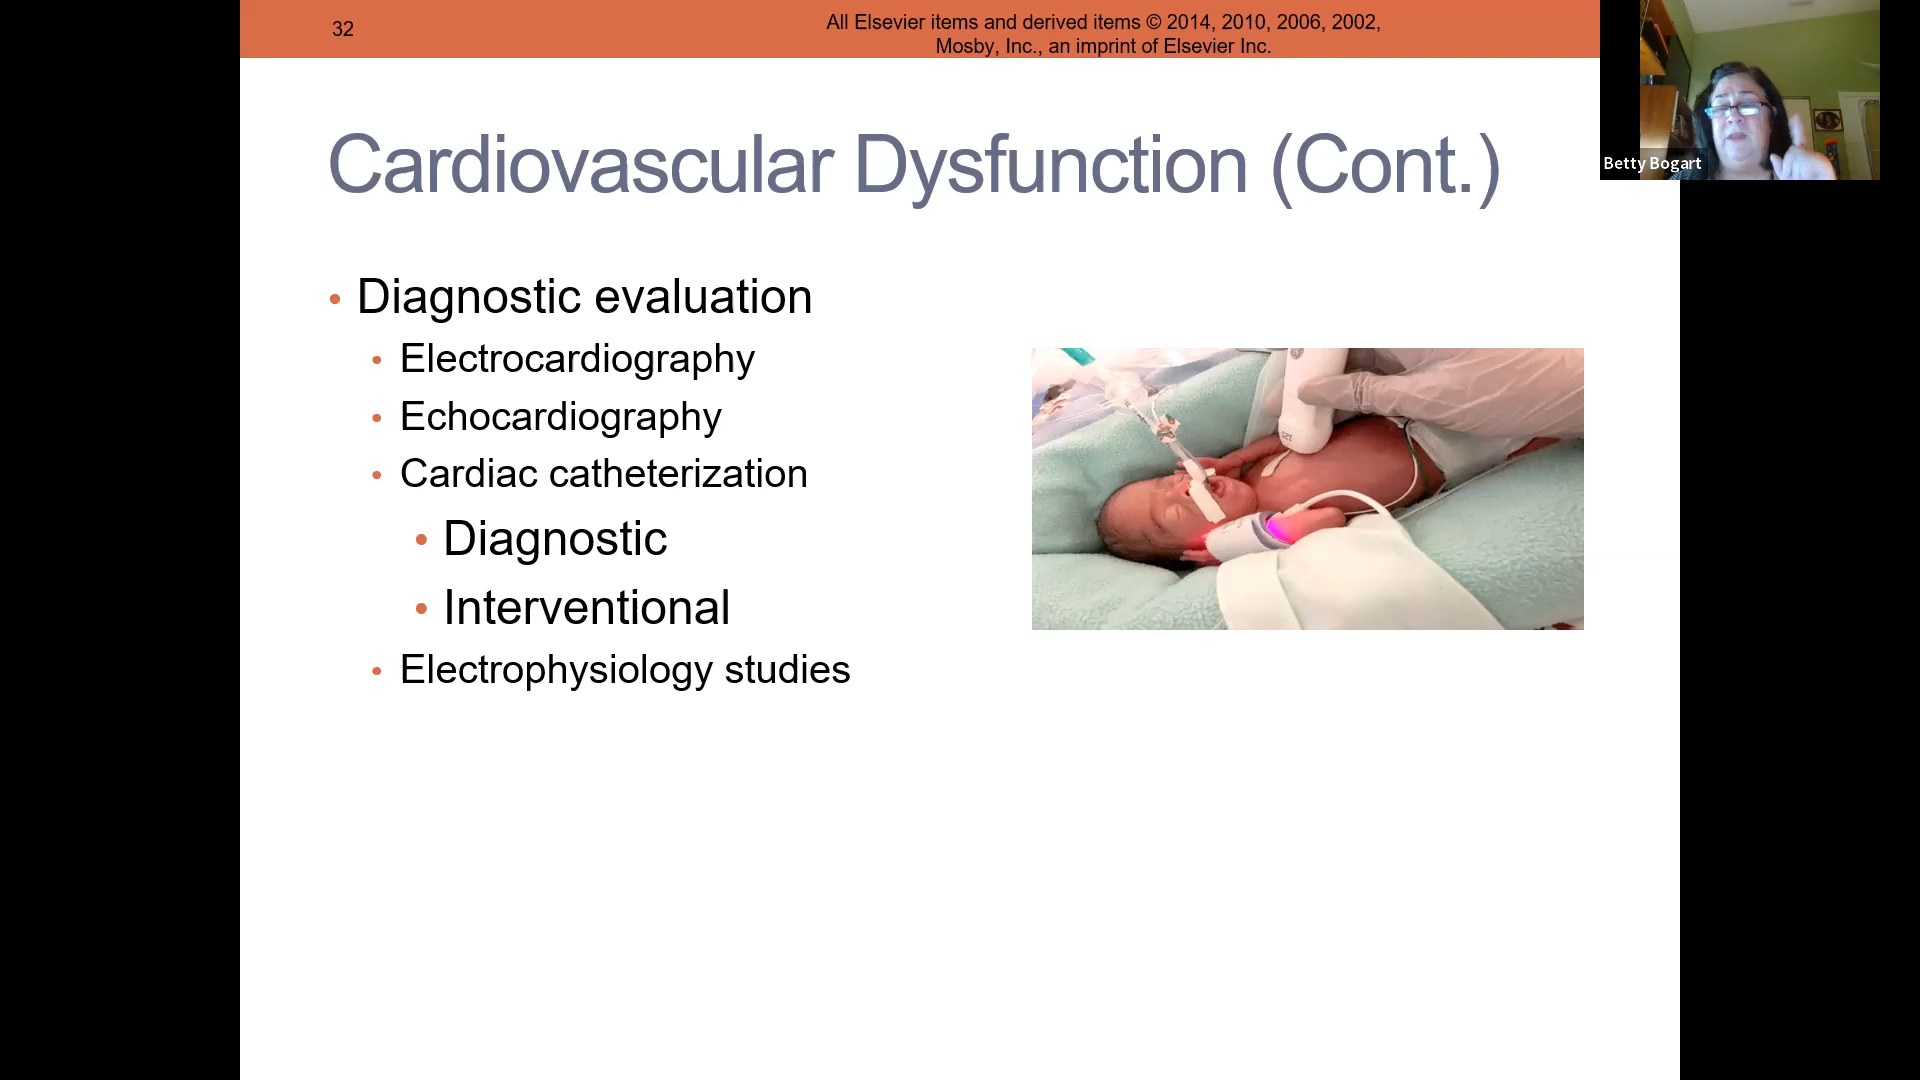 32
All Elsevier items and derived items © 2014, 2010, 2006, 2002,
Mosby, Inc., an imprint of Elsevier Inc.
Betty Bogart
Cardiovascular Dysfunction (Cont.)
• Diagnostic evaluation
• Electrocardiography
• Echocardiography
• Cardiac catheterization
• Diagnostic
• Interventional
• Electrophysiology studies